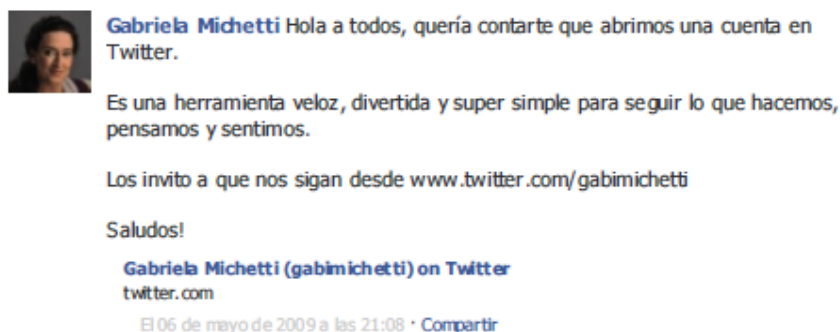 Gabriela Michetti Hola a todos, quería contarte que abrimos una cuenta en
Twitter.
Es una herramienta veloz, divertida y super simple para seguir lo que hacemos,
pensamos y sentimos.
Los invito a que nos sigan desde www.twitter.com/gabimichetti
Saludos!
Gabriela Michetti (gabimichetti) on Twitter
twitter.com
El 06 de mayo de 2009 a las 21:08 · Compartir